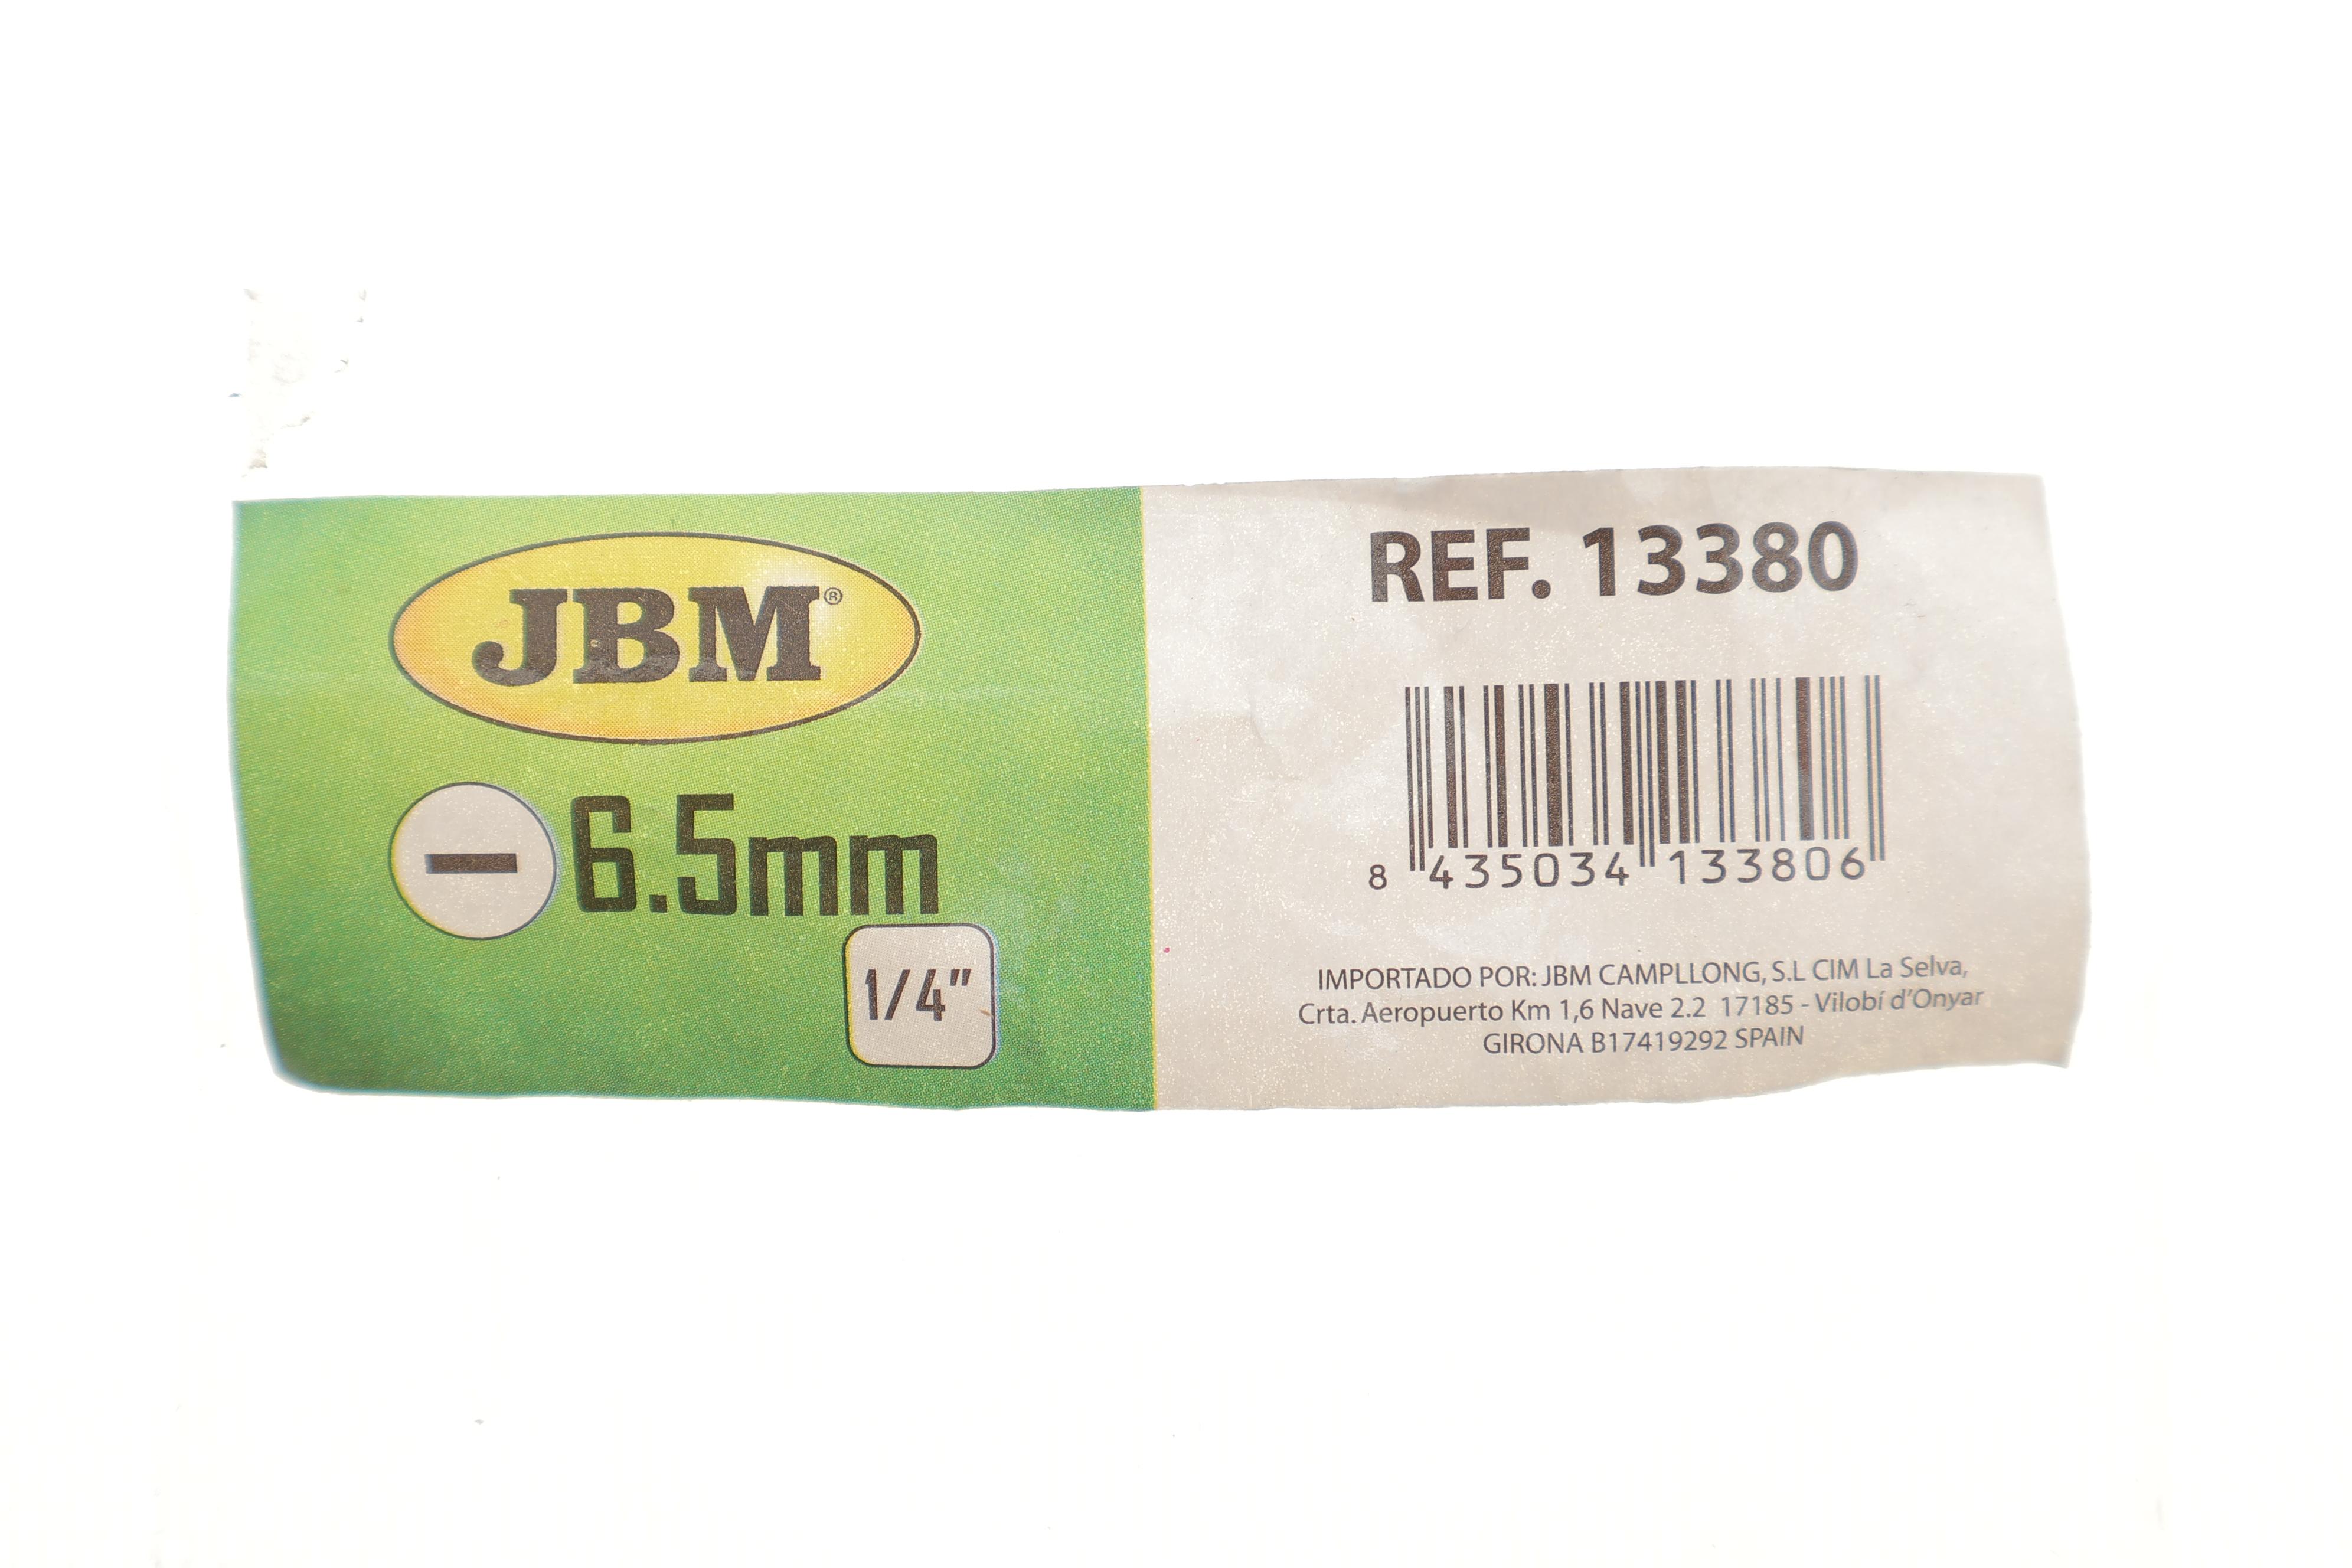 JBM®
6.5mm
1/4"
REF. 13380
8 435034 133806
IMPORTADO POR: JBM CAMPLLONG, S.L CIM La Selva,
Crta. Aeropuerto Km 1,6 Nave 2.2 17185 - Vilobí d'Onyar
GIRONA B17419292 SPAIN